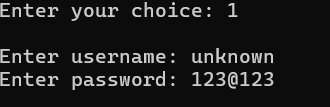 Enter your choice: 1
Enter username: unknown
Enter password: 123@123